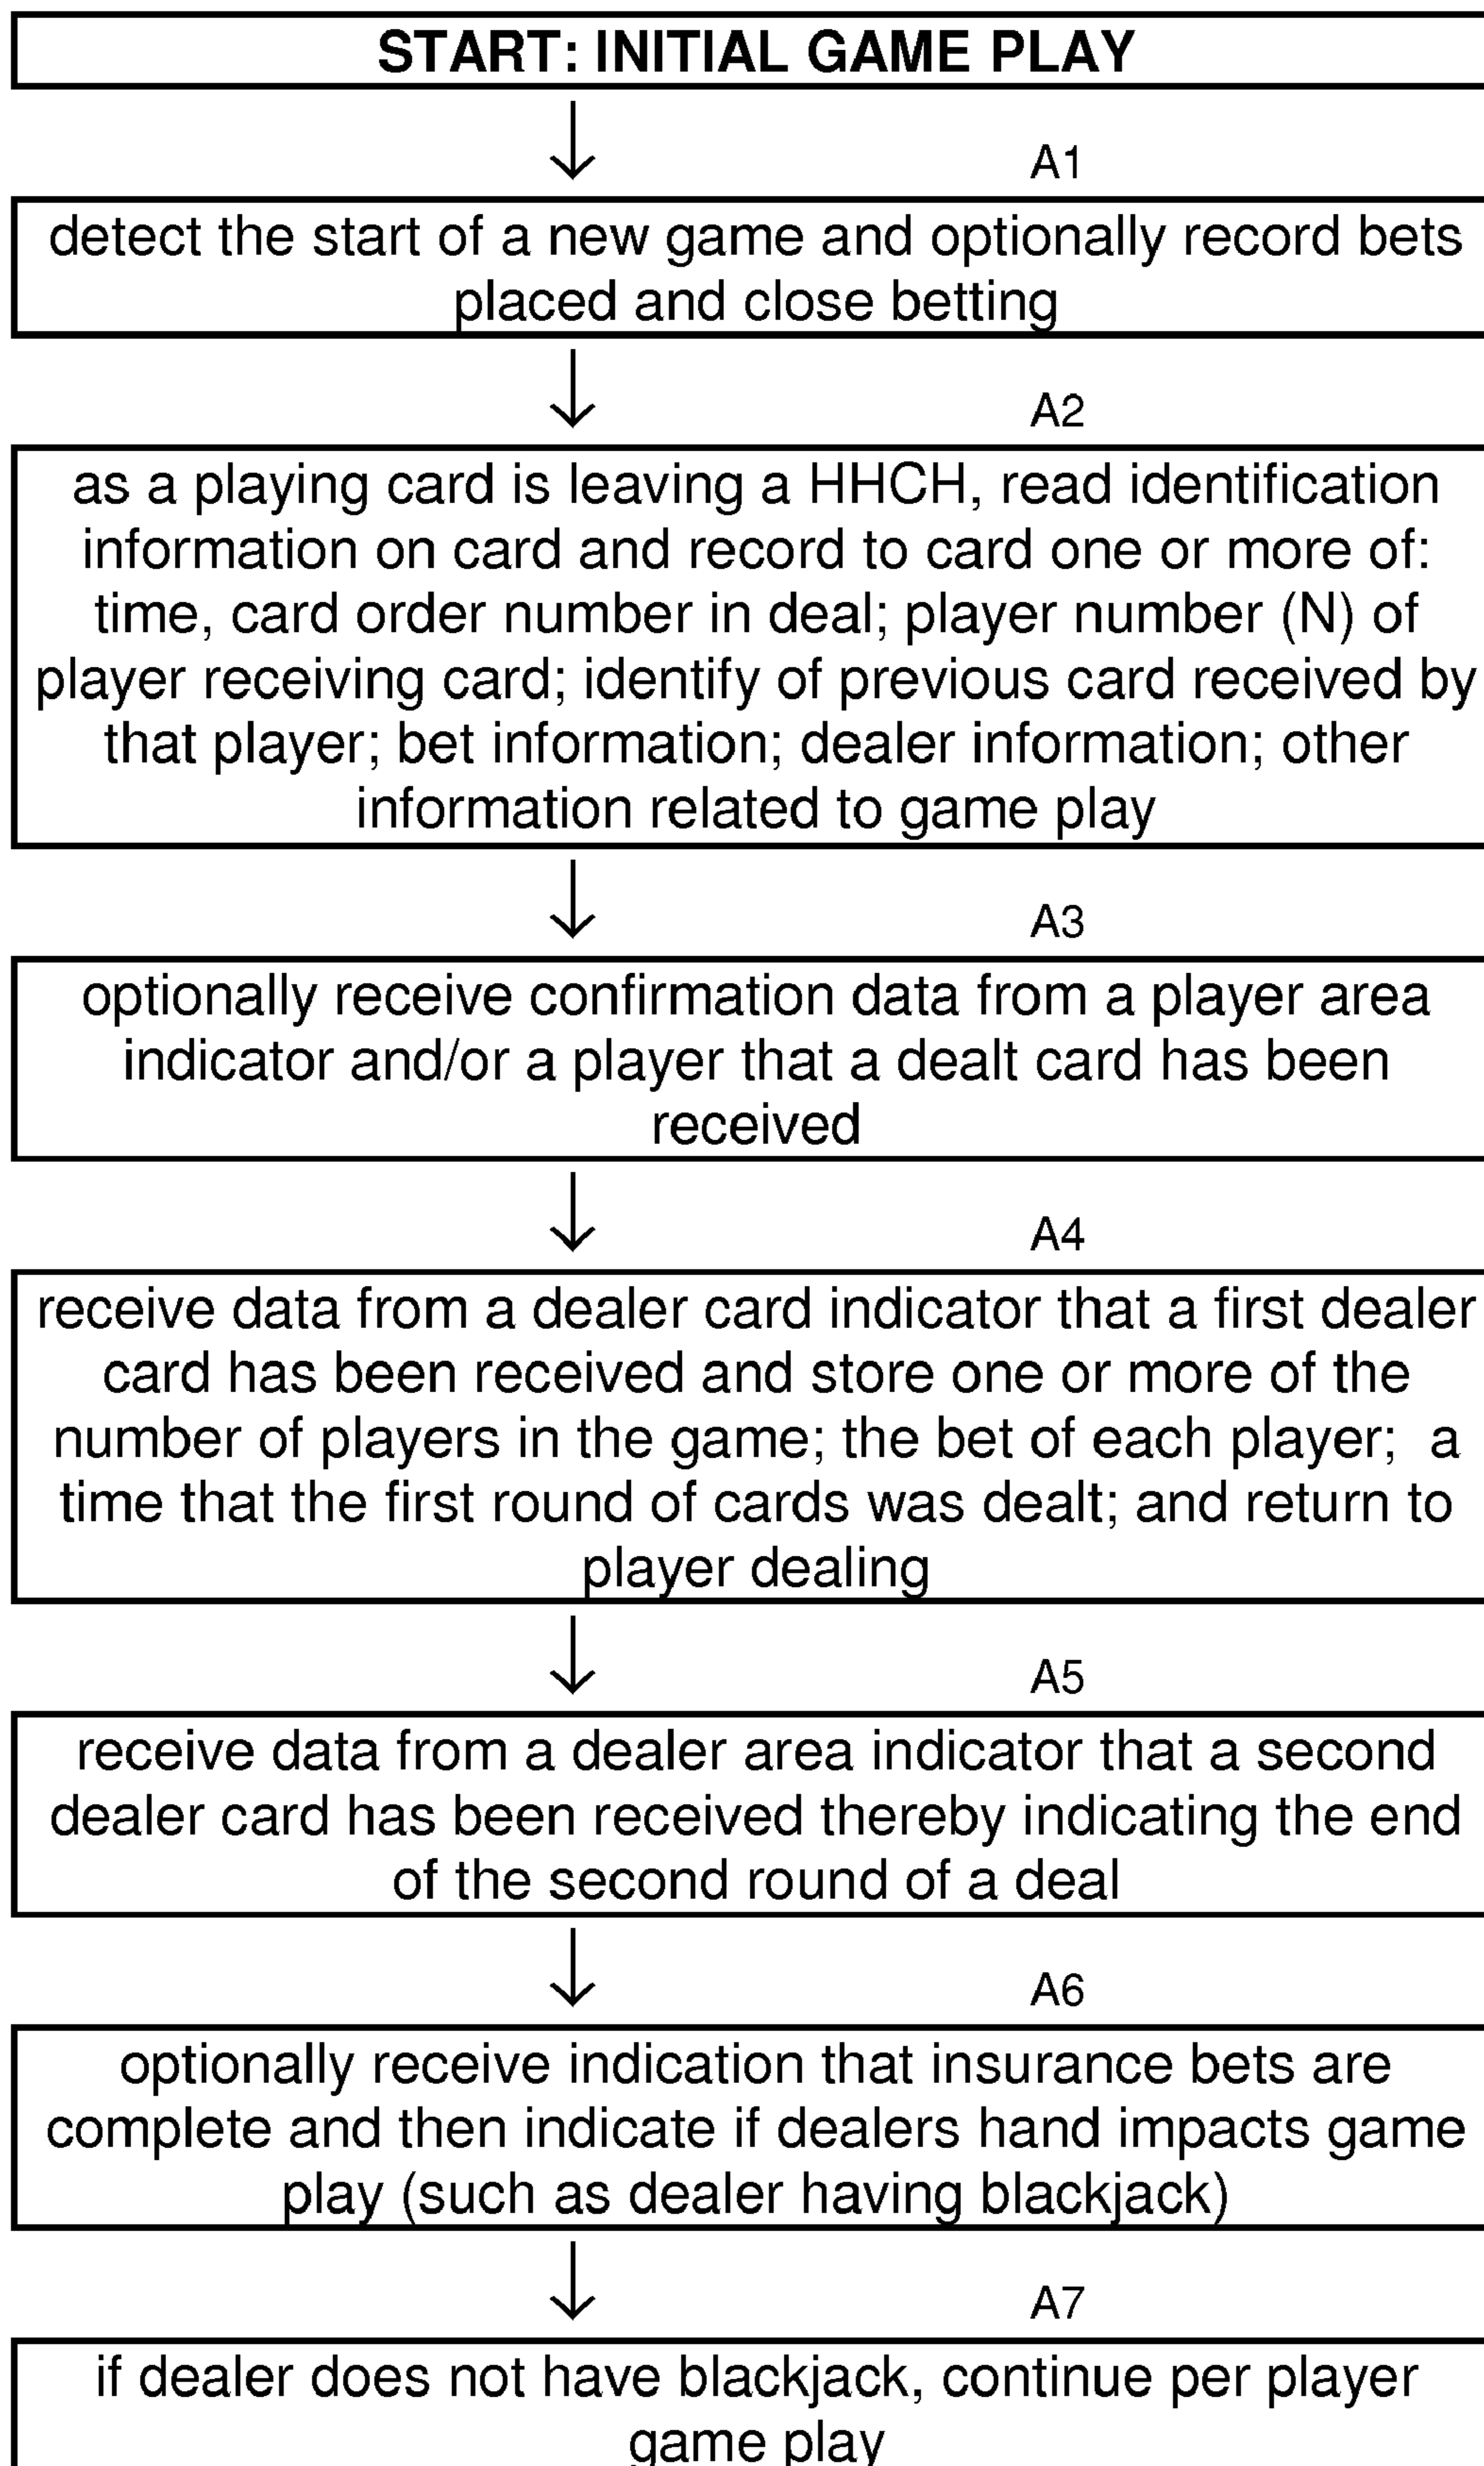 START: INITIAL GAME PLAY
A1
detect the start of a new game and optionally record bets
placed and close betting
A2
as a playing card is leaving a HHCH, read identification
information on card and record to card one or more of:
time, card order number in deal; player number (N) of
player receiving card; identify of previous card received by
that player; bet information; dealer information; other
information related to game play
A3
optionally receive confirmation data from a player area
indicator and/or a player that a dealt card has been
received
A4
receive data from a dealer card indicator that a first dealer
card has been received and store one or more of the
number of players in the game; the bet of each player; a
time that the first round of cards was dealt; and return to
player dealing
A5
receive data from a dealer area indicator that a second
dealer card has been received thereby indicating the end
of the second round of a deal
A6
optionally receive indication that insurance bets are
complete and then indicate if dealers hand impacts game
play (such as dealer having blackjack)
A7
if dealer does not have blackjack, continue per player
game play